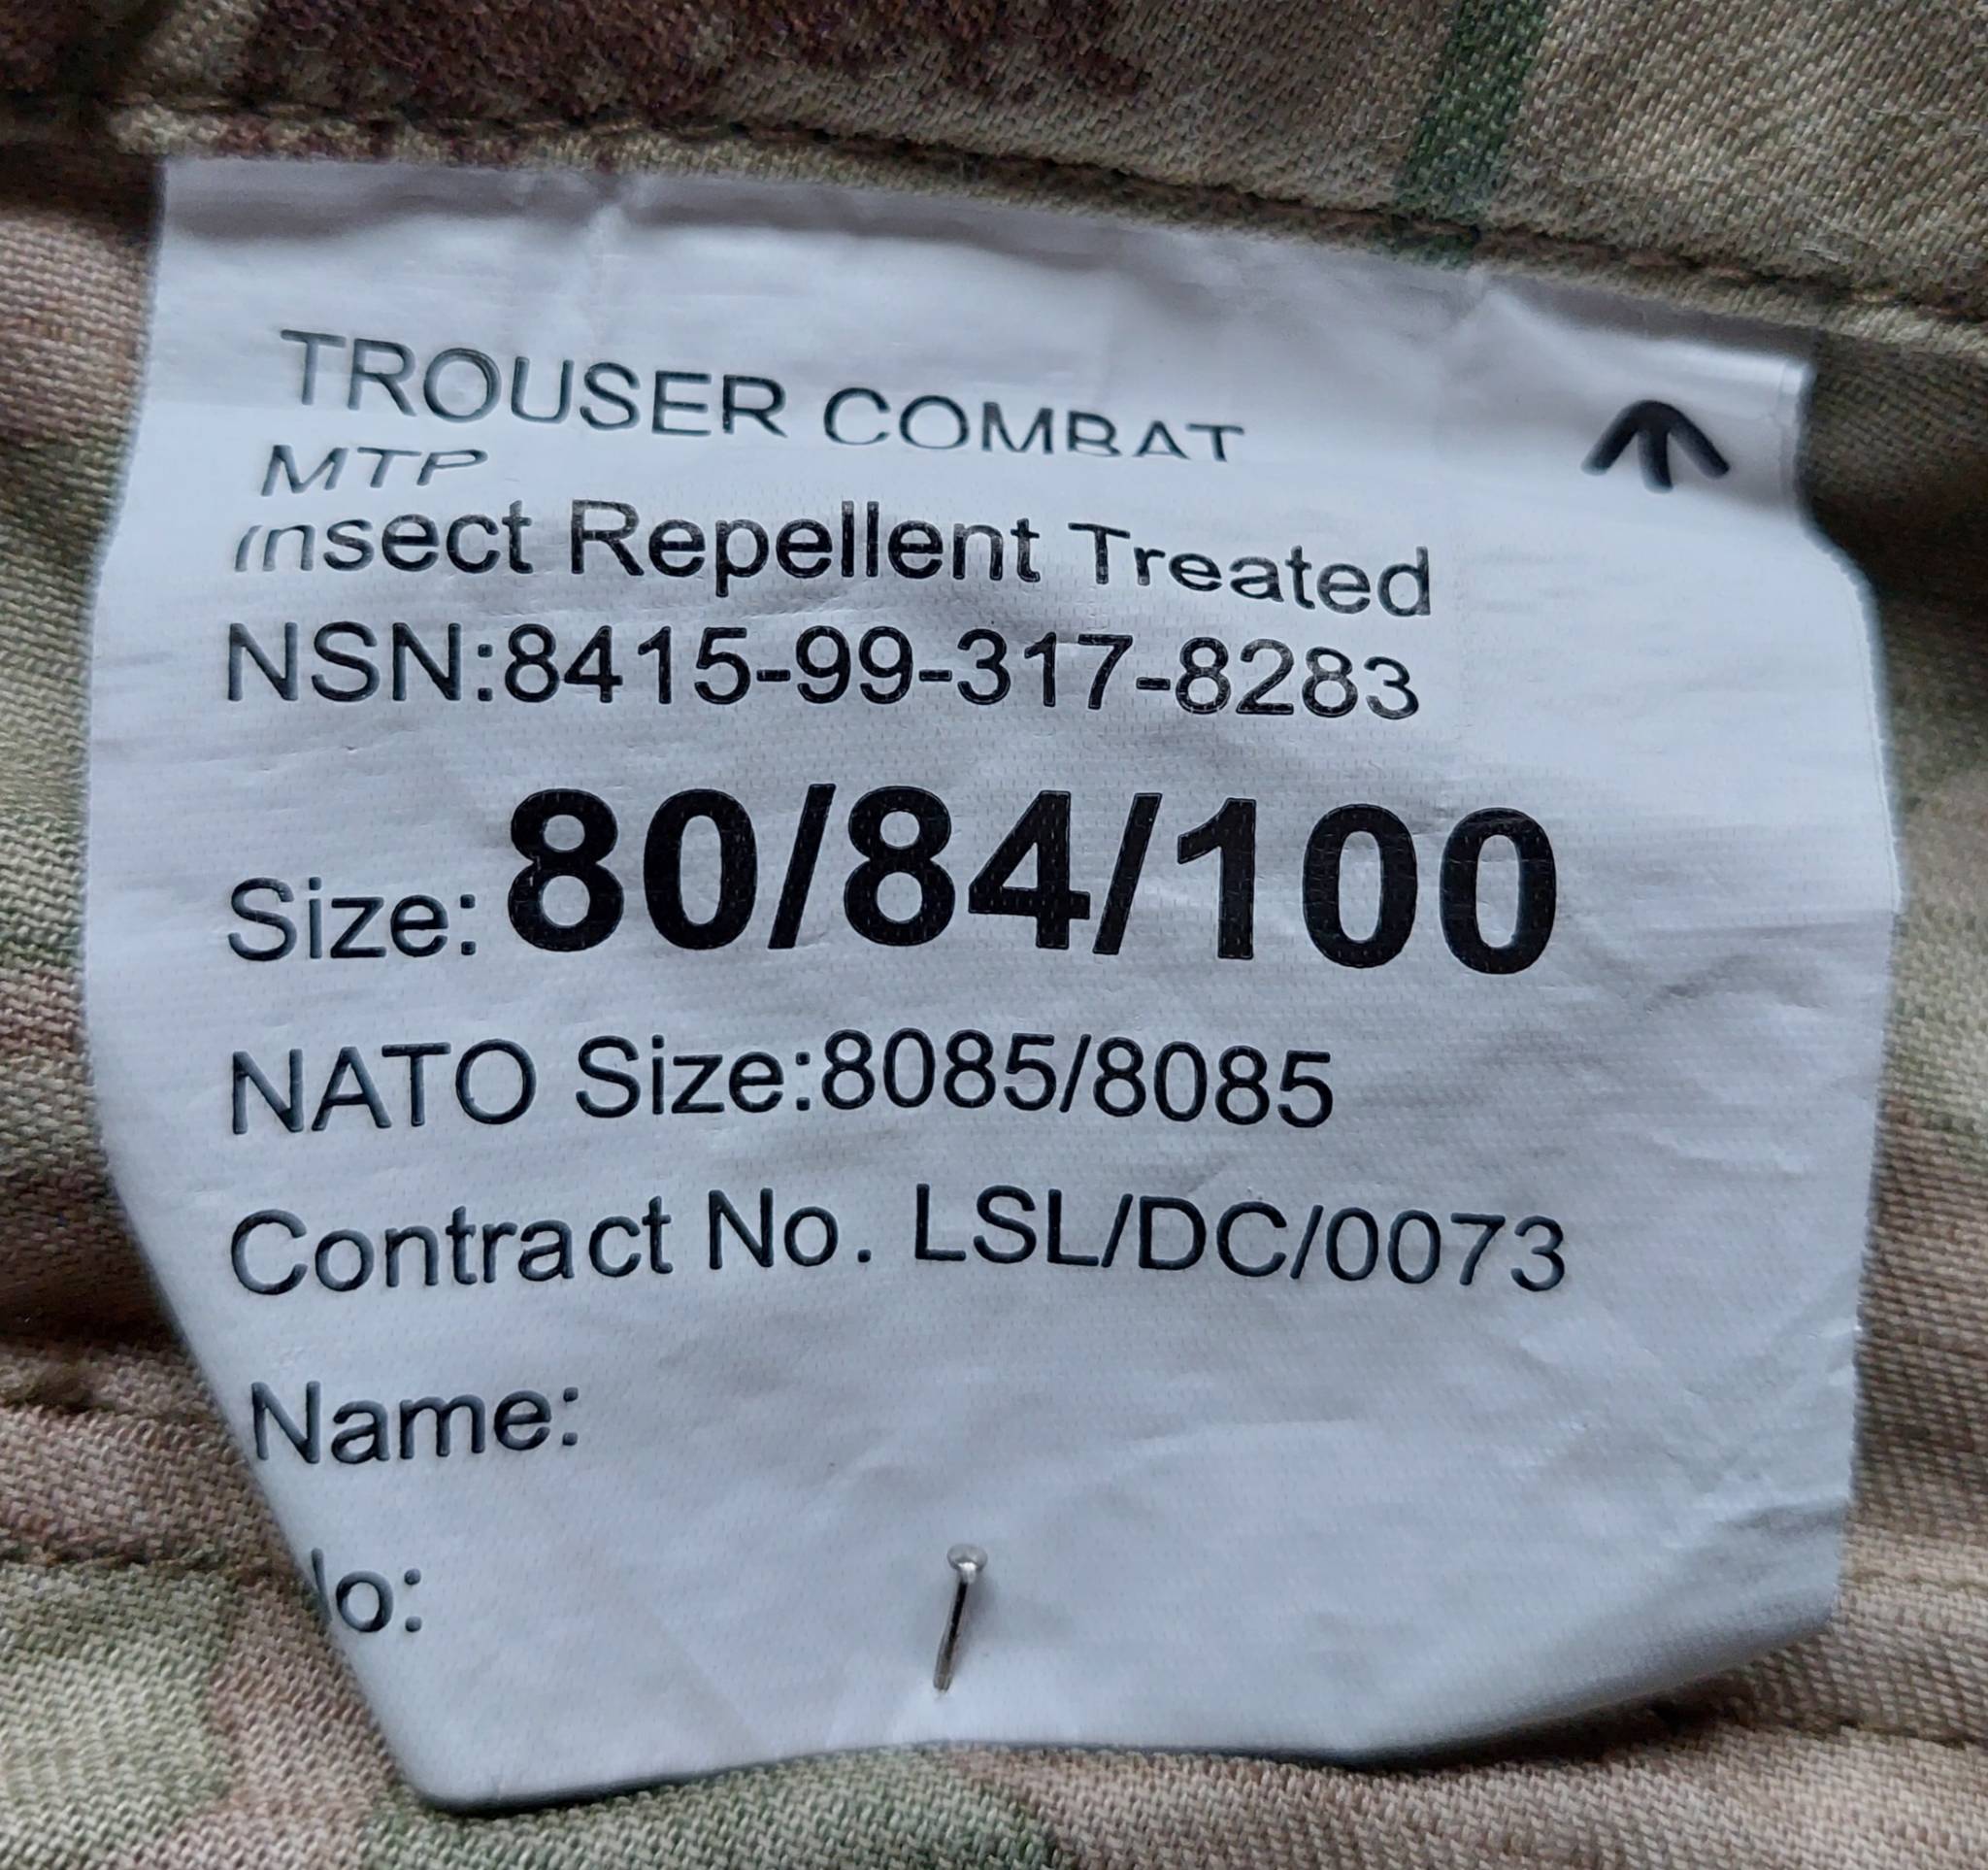 TROUSER COMBAT
MTP
Insect Repellent Treated
NSN:8415-99-317-8283
Size: 80/84/100
NATO Size:8085/8085
Contract No. LSL/DC/0073
Name:
No: